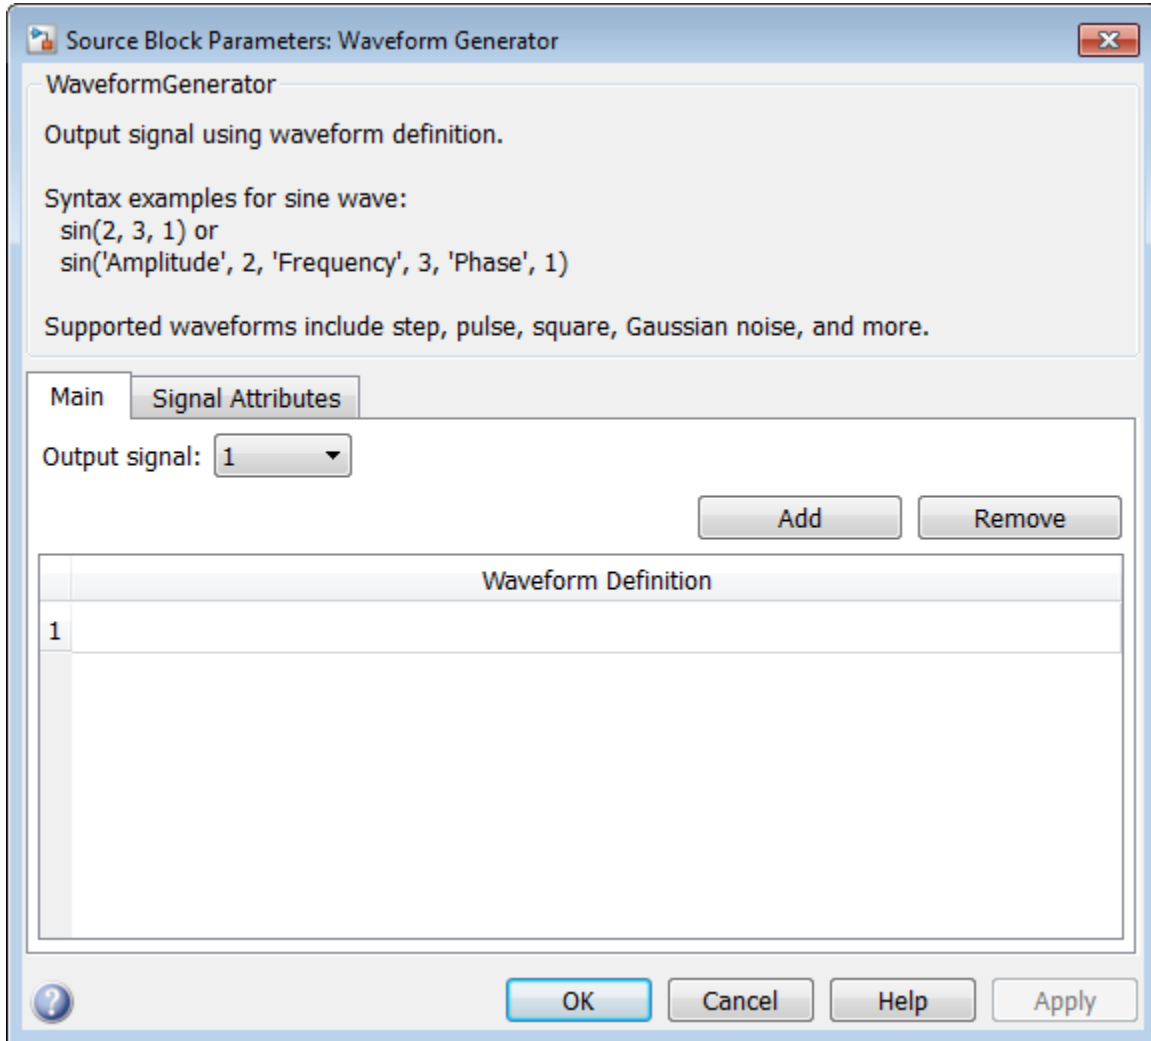 Source Block Parameters: Waveform Generator
WaveformGenerator
Output signal using waveform definition.
Syntax examples for sine wave:
sin(2, 3, 1) or
sin('Amplitude', 2, 'Frequency', 3, 'Phase', 1)
Supported waveforms include step, pulse, square, Gaussian noise, and more.
Main Signal Attributes
Output signal: 1
Add Remove
Waveform Definition
1
? OK Cancel Help Apply